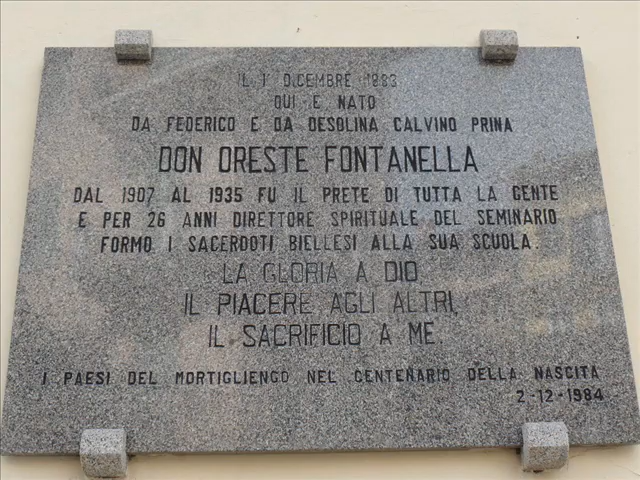 IL 1° DICEMBRE 1883
QUI E NATO
DA FEDERICO E DA DESOLINA CALVINO PRINA
DON ORESTE FONTANELLA
DAL 1907 AL 1935 FU IL PRETE DI TUTTA LA GENTE
E PER 26 ANNI DIRETTORE SPIRITUALE DEL SEMINARIO
FORMO I SACERDOTI BIELLESI ALLA SUA SCUOLA.
LA GLORIA A DIO
IL PIACERE AGLI ALTRI,
IL SACRIFICIO A ME.
I PAESI DEL MORTIGLIENGO NEL CENTENARIO DELLA NASCITA
2-12-1984